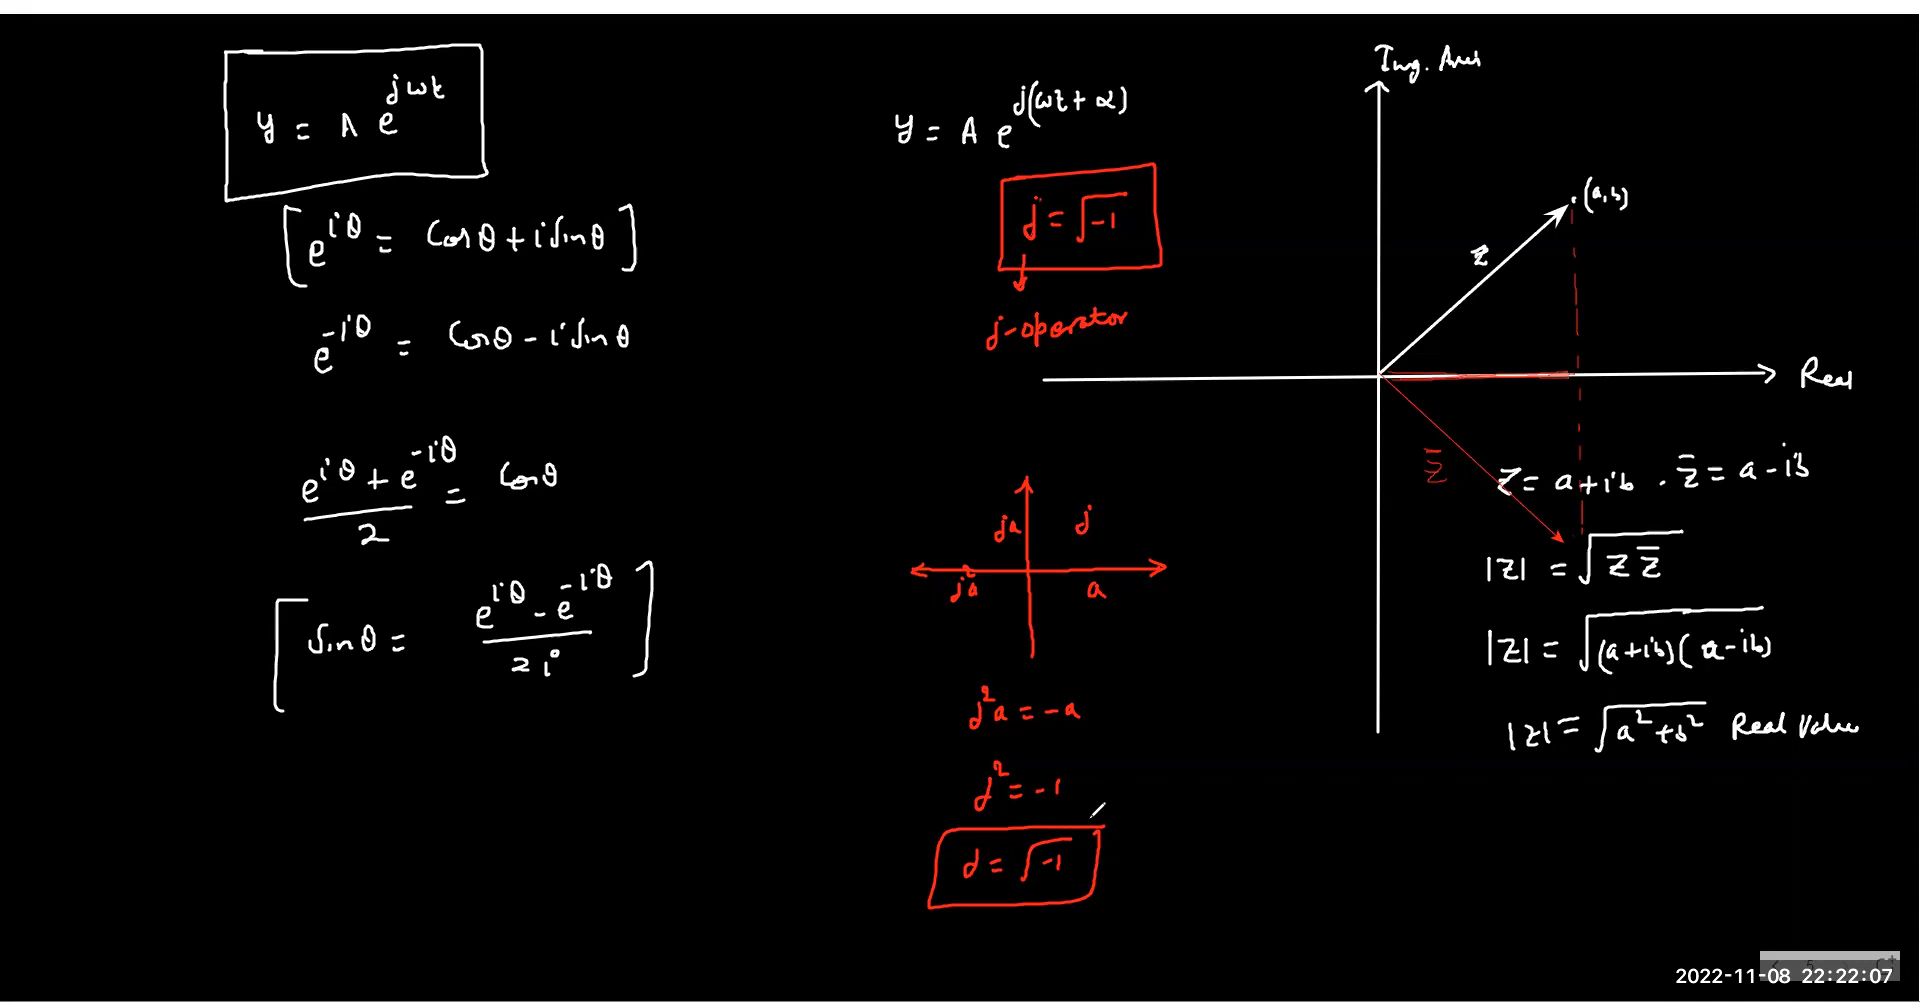 y = A e^{jωt}
[e^{iθ} = Cosθ + i Sinθ]
e^{-iθ} = Cosθ - i Sinθ
\frac{e^{iθ} + e^{-iθ}}{2} = Cosθ
[Sinθ = \frac{e^{iθ} - e^{-iθ}}{2i}]
y = A e^{j(ωt + α)}
j = √-1
j-operator
ja
j
j²a
a
j²a = -a
j² = -1
j = √-1
Img. Axis
(a, b)
z
Real
z̄
z = a + ib . z̄ = a - ib
|z| = √(z z̄)
|z| = √((a+ib)(a-ib))
|z| = √(a² + b²) Real Value
2022-11-08 22:22:07